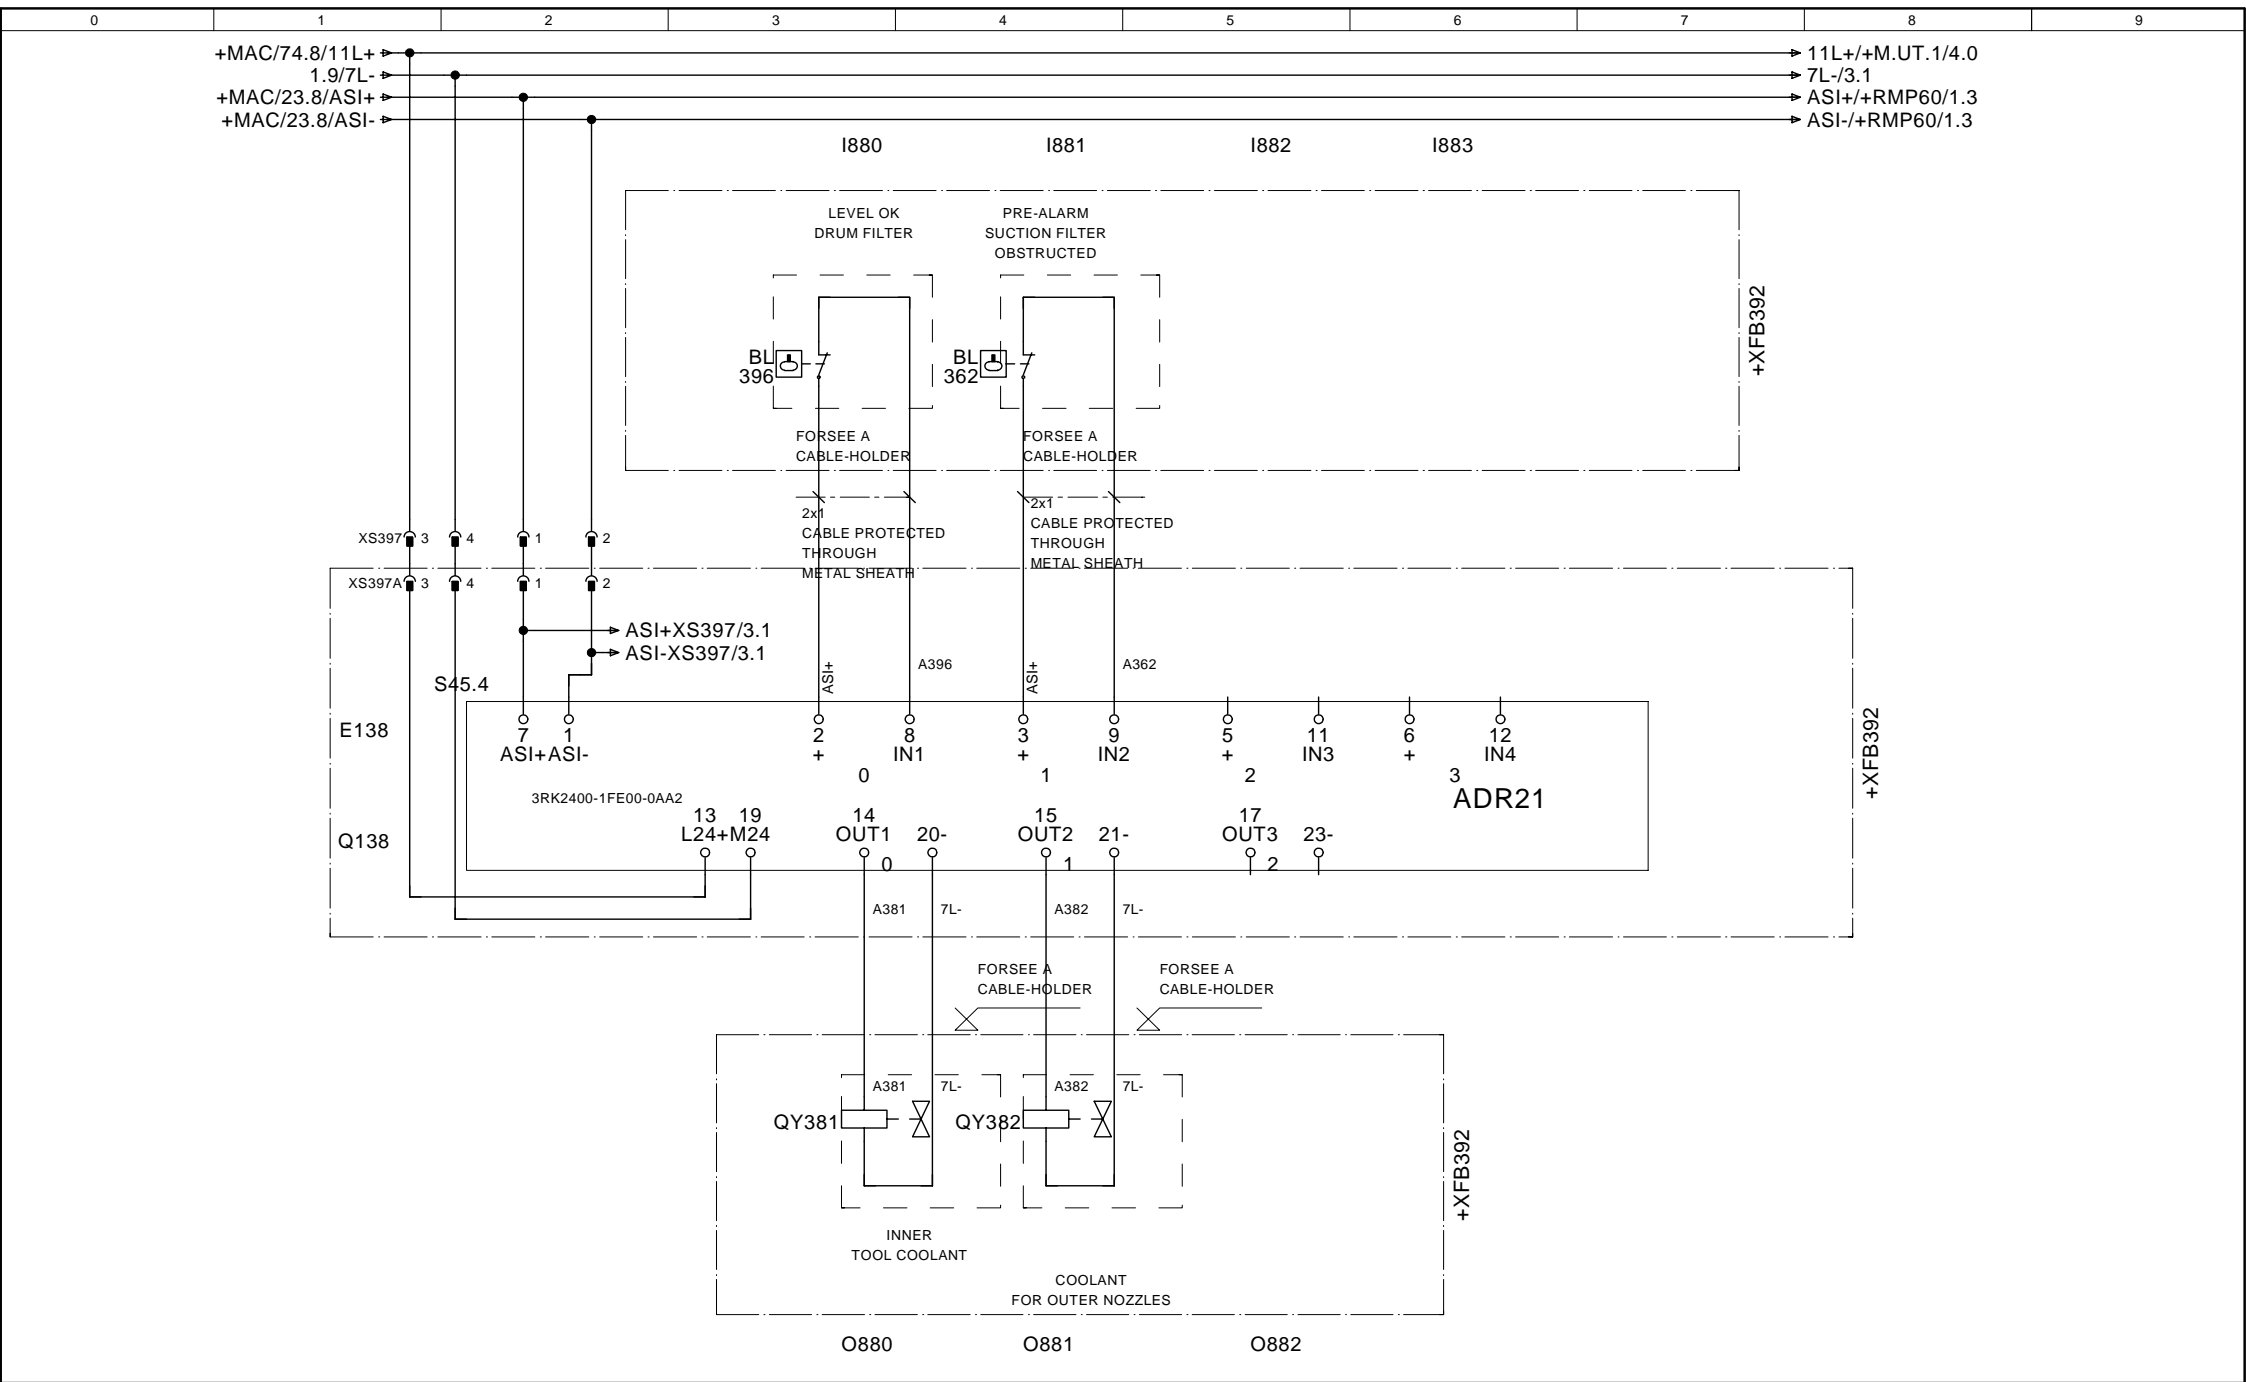 0 1 2 3 4 5 6 7 8 9
+MAC/74.8/11L+ 11L+/+M.UT.1/4.0
1.9/7L- 7L-/3.1
+MAC/23.8/ASI+ ASI+/+RMP60/1.3
+MAC/23.8/ASI- ASI-/+RMP60/1.3
I880 I881 I882 I883
LEVEL OK
DRUM FILTER
PRE-ALARM
SUCTION FILTER
OBSTRUCTED
+XFB392
BL
396
BL
362
FORSEE A
CABLE-HOLDER
FORSEE A
CABLE-HOLDER
2x1
CABLE PROTECTED
THROUGH
METAL SHEATH
2x1
CABLE PROTECTED
THROUGH
METAL SHEATH
XS397 3 4 1 2
XS397A 3 4 1 2
ASI+XS397/3.1
ASI-XS397/3.1
ASI+ A396 ASI+ A362
S45.4
E138
7 1 2 8 3 9 5 11 6 12
ASI+ASI- + IN1 + IN2 + IN3 + IN4
0 1 2 3
+XFB392
3RK2400-1FE00-0AA2
ADR21
Q138
13 19 14 15 17
L24+M24 OUT1 20- OUT2 21- OUT3 23-
0 1 2
A381 7L- A382 7L-
FORSEE A
CABLE-HOLDER
FORSEE A
CABLE-HOLDER
A381 7L- A382 7L-
QY381 QY382
+XFB392
INNER
TOOL COOLANT
COOLANT
FOR OUTER NOZZLES
O880 O881 O882